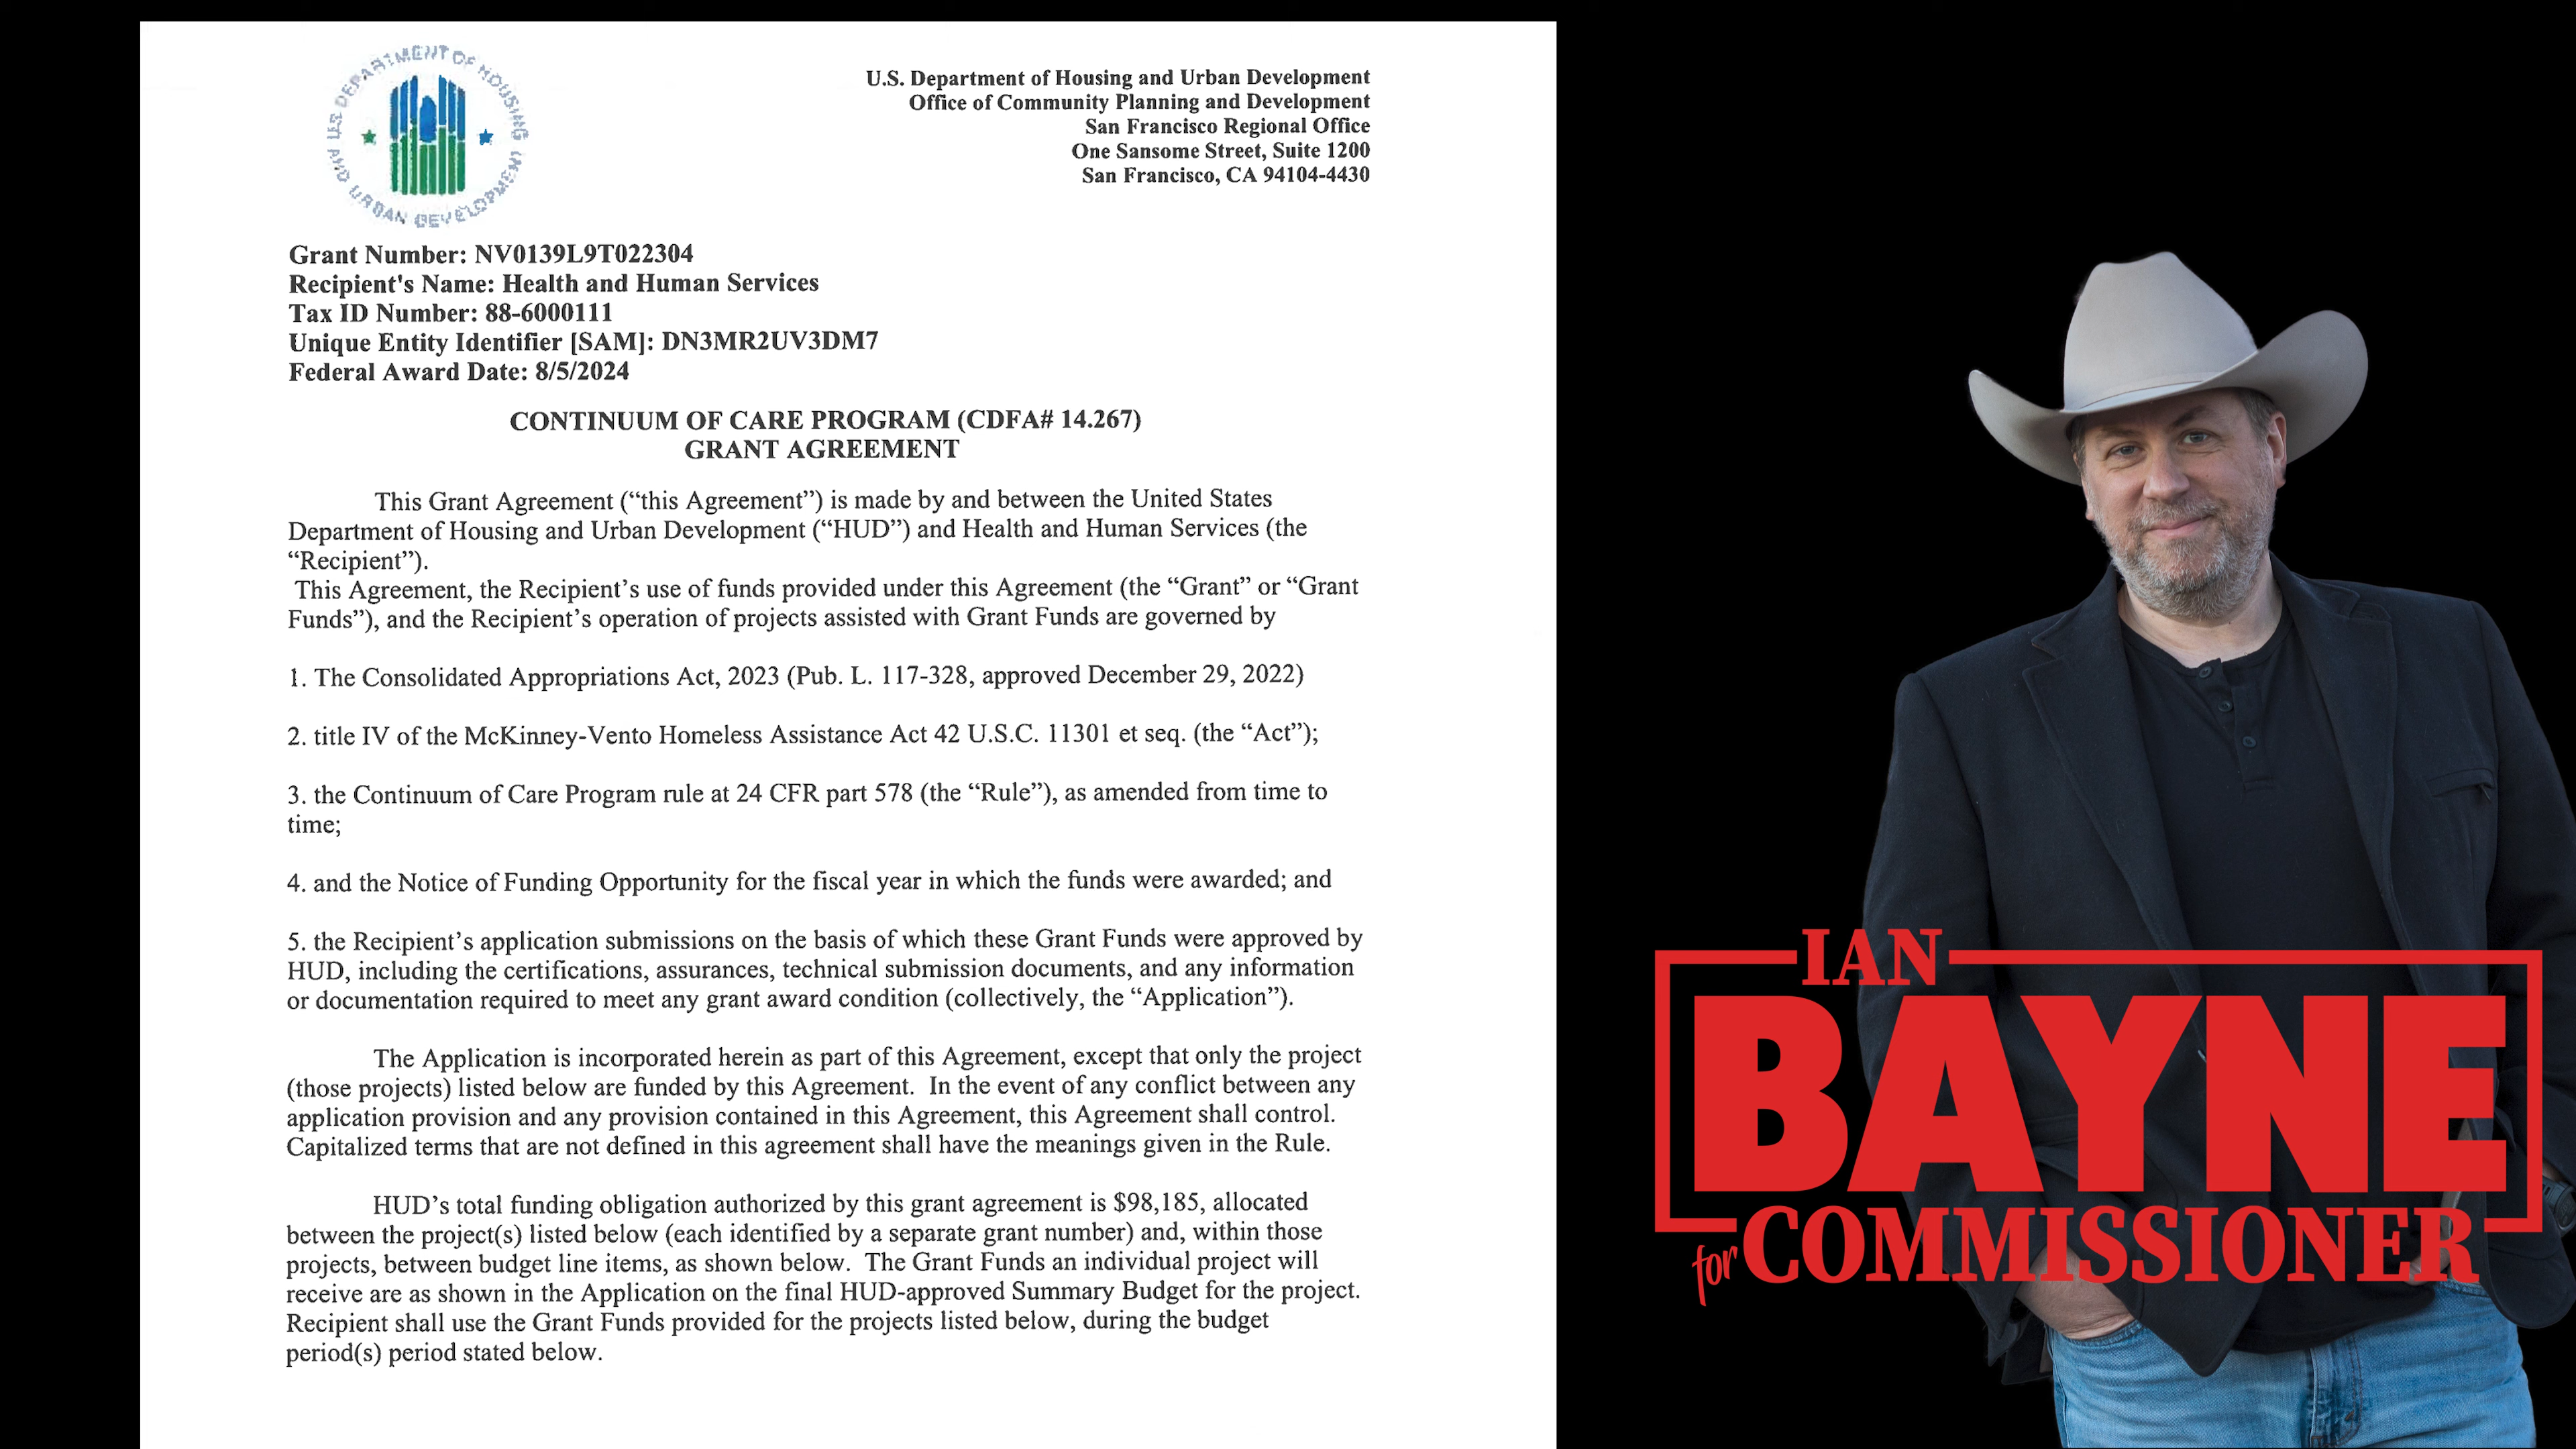 U.S. DEPARTMENT OF HOUSING AND URBAN DEVELOPMENT
U.S. Department of Housing and Urban Development
Office of Community Planning and Development
San Francisco Regional Office
One Sansome Street, Suite 1200
San Francisco, CA 94104-4430
Grant Number: NV0139L9T022304
Recipient's Name: Health and Human Services
Tax ID Number: 88-6000111
Unique Entity Identifier [SAM]: DN3MR2UV3DM7
Federal Award Date: 8/5/2024
CONTINUUM OF CARE PROGRAM (CDFA# 14.267)
GRANT AGREEMENT
This Grant Agreement (“this Agreement”) is made by and between the United States
Department of Housing and Urban Development (“HUD”) and Health and Human Services (the
“Recipient”).
This Agreement, the Recipient’s use of funds provided under this Agreement (the “Grant” or “Grant
Funds”), and the Recipient’s operation of projects assisted with Grant Funds are governed by
1. The Consolidated Appropriations Act, 2023 (Pub. L. 117-328, approved December 29, 2022)
2. title IV of the McKinney-Vento Homeless Assistance Act 42 U.S.C. 11301 et seq. (the “Act”);
3. the Continuum of Care Program rule at 24 CFR part 578 (the “Rule”), as amended from time to
time;
4. and the Notice of Funding Opportunity for the fiscal year in which the funds were awarded; and
5. the Recipient’s application submissions on the basis of which these Grant Funds were approved by
HUD, including the certifications, assurances, technical submission documents, and any information
or documentation required to meet any grant award condition (collectively, the “Application”).
The Application is incorporated herein as part of this Agreement, except that only the project
(those projects) listed below are funded by this Agreement. In the event of any conflict between any
application provision and any provision contained in this Agreement, this Agreement shall control.
Capitalized terms that are not defined in this agreement shall have the meanings given in the Rule.
HUD’s total funding obligation authorized by this grant agreement is $98,185, allocated
between the project(s) listed below (each identified by a separate grant number) and, within those
projects, between budget line items, as shown below. The Grant Funds an individual project will
receive are as shown in the Application on the final HUD-approved Summary Budget for the project.
Recipient shall use the Grant Funds provided for the projects listed below, during the budget
period(s) period stated below.
IAN
BAYNE
for COMMISSIONER